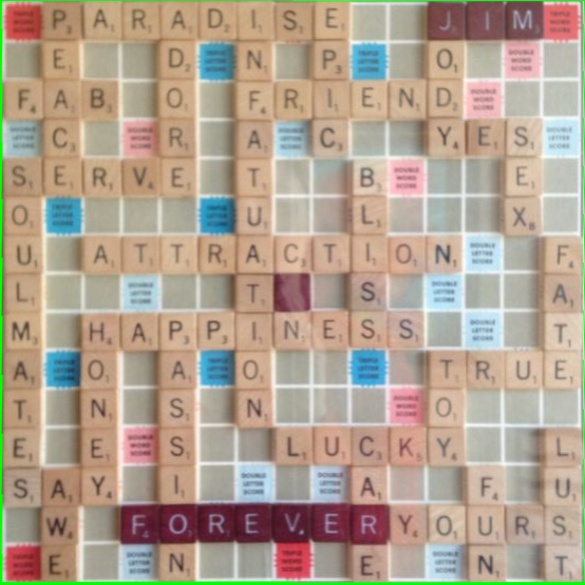 PARADISE JIM
E D N P O
FAB O FRIEND
C R A C YES
SERVE T B E
O U L X
U ATTRACTION F
L T S A
M HAPPINESS T
A O A O TRUE
T N S N O
E E S LUCKY L
SAY I A F U
W FOREVER YOURS
E N E N T